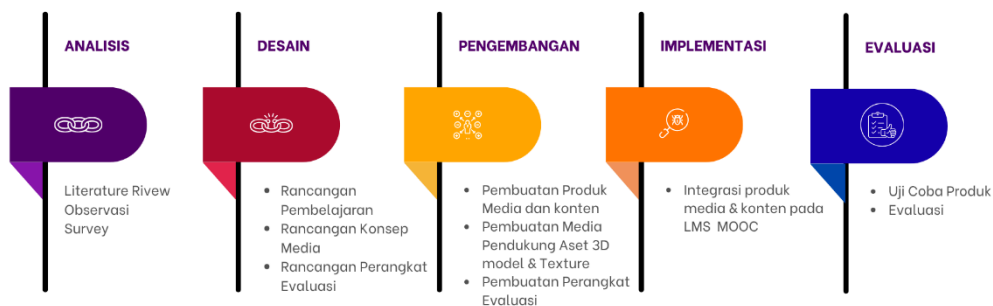 ANALISIS
Literature Rivew
Observasi
Survey
DESAIN
• Rancangan
Pembelajaran
• Rancangan Konsep
Media
• Rancangan Perangkat
Evaluasi
PENGEMBANGAN
• Pembuatan Produk
Media dan konten
• Pembuatan Media
Pendukung Aset 3D
model & Texture
• Pembuatan Perangkat
Evaluasi
IMPLEMENTASI
• Integrasi produk
media & konten pada
LMS MOOC
EVALUASI
• Uji Coba Produk
• Evaluasi